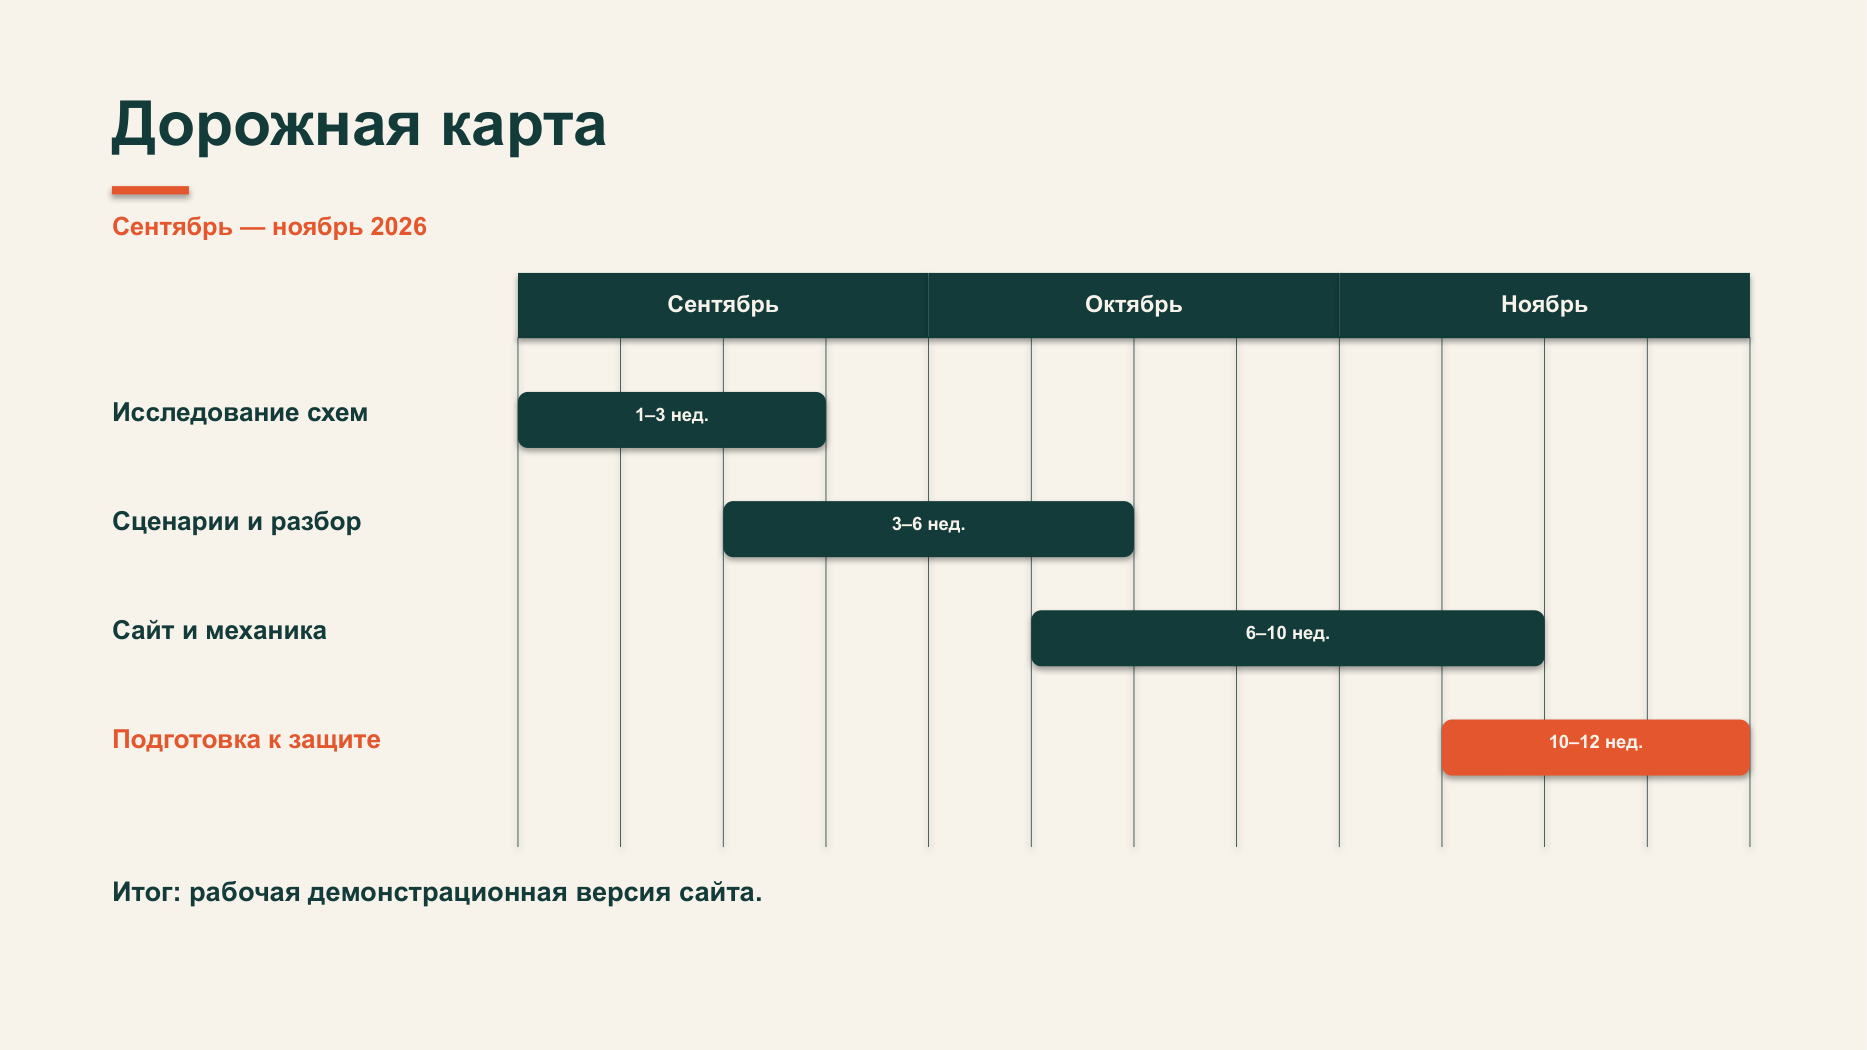 Дорожная карта
Сентябрь — ноябрь 2026
Сентябрь Октябрь Ноябрь
Исследование схем 1–3 нед.
Сценарии и разбор 3–6 нед.
Сайт и механика 6–10 нед.
Подготовка к защите 10–12 нед.
Итог: рабочая демонстрационная версия сайта.